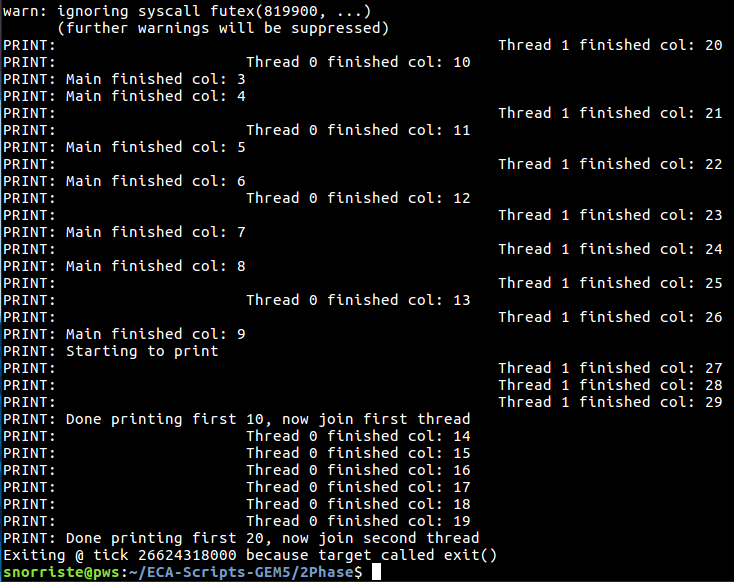 warn: ignoring syscall futex(819900, ...)
      (further warnings will be suppressed)
PRINT:                                                 Thread 1 finished col: 20
PRINT:                     Thread 0 finished col: 10
PRINT: Main finished col: 3
PRINT: Main finished col: 4
PRINT:                                                 Thread 1 finished col: 21
PRINT:                     Thread 0 finished col: 11
PRINT: Main finished col: 5
PRINT:                                                 Thread 1 finished col: 22
PRINT: Main finished col: 6
PRINT:                     Thread 0 finished col: 12
PRINT:                                                 Thread 1 finished col: 23
PRINT: Main finished col: 7
PRINT:                                                 Thread 1 finished col: 24
PRINT: Main finished col: 8
PRINT:                                                 Thread 1 finished col: 25
PRINT:                     Thread 0 finished col: 13
PRINT:                                                 Thread 1 finished col: 26
PRINT: Main finished col: 9
PRINT: Starting to print
PRINT:                                                 Thread 1 finished col: 27
PRINT:                                                 Thread 1 finished col: 28
PRINT:                                                 Thread 1 finished col: 29
PRINT: Done printing first 10, now join first thread
PRINT:                     Thread 0 finished col: 14
PRINT:                     Thread 0 finished col: 15
PRINT:                     Thread 0 finished col: 16
PRINT:                     Thread 0 finished col: 17
PRINT:                     Thread 0 finished col: 18
PRINT:                     Thread 0 finished col: 19
PRINT: Done printing first 20, now join second thread
Exiting @ tick 26624318000 because target called exit()
snorriste@pws:~/ECA-Scripts-GEM5/2Phase$